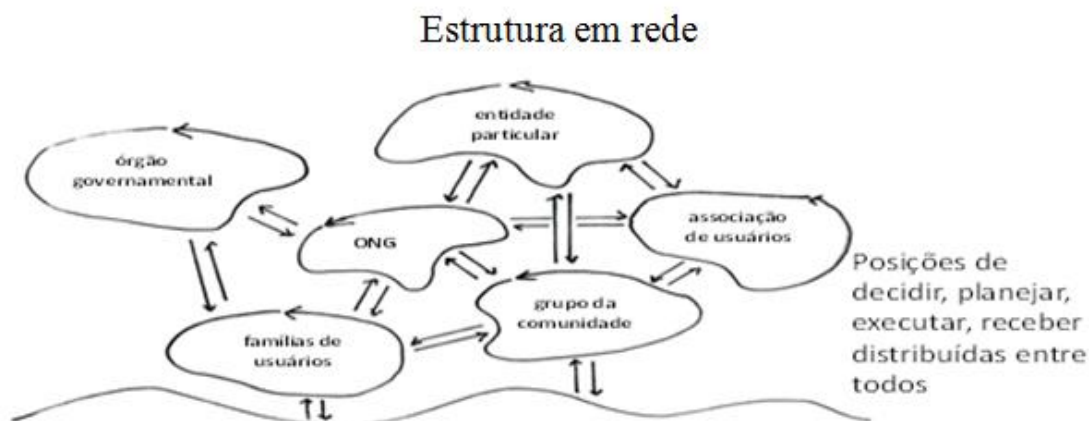 Estrutura em rede
entidade
particular
órgão
governamental
associação
de usuários
ONG
Posições de
decidir, planejar,
executar, receber
distribuídas entre
todos
grupo da
comunidade
famílias de
usuários